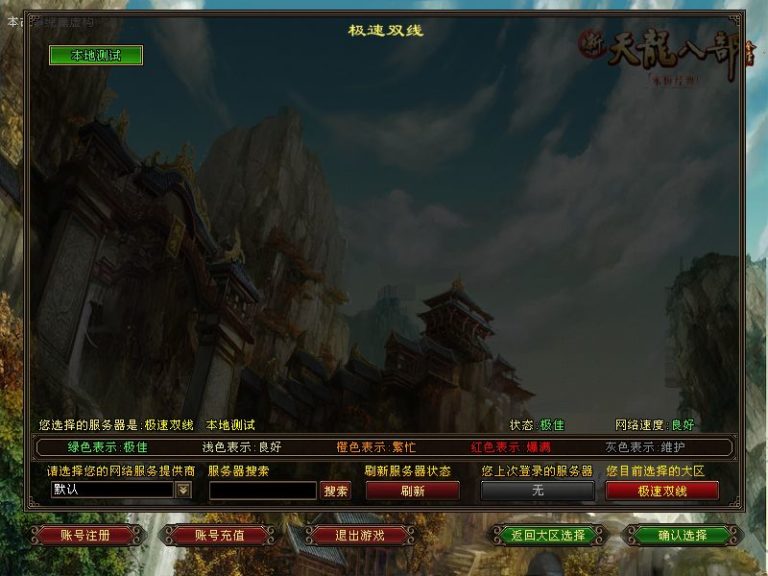 极速双线
本地测试
新天龍八部
您选择的服务器是:极速双线 本地测试 状态:极佳 网络速度:良好
绿色表示:极佳 浅色表示:良好 橙色表示:繁忙 红色表示:爆满 灰色表示:维护
请选择您的网络服务提供商 服务器搜索 刷新服务器状态 您上次登录的服务器 您目前选择的大区
默认 搜索 刷新 无 极速双线
账号注册 账号充值 退出游戏 返回大区选择 确认选择